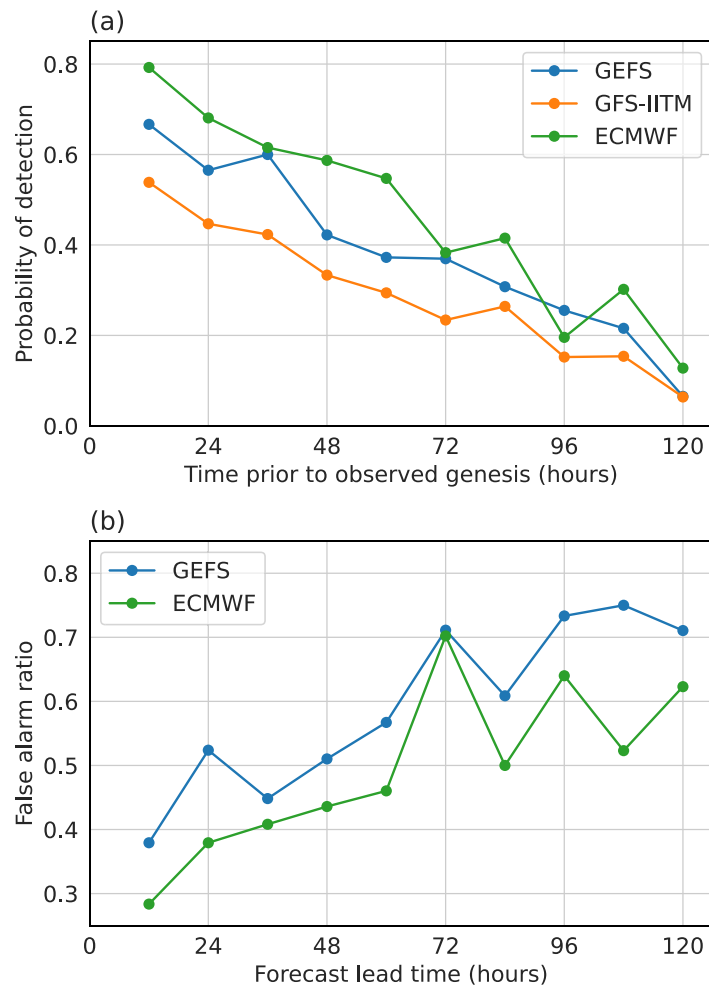 (a)
GEFS
GFS-IITM
ECMWF
Probability of detection
0.8
0.6
0.4
0.2
0.0
0 24 48 72 96 120
Time prior to observed genesis (hours)
(b)
GEFS
ECMWF
False alarm ratio
0.8
0.7
0.6
0.5
0.4
0.3
0 24 48 72 96 120
Forecast lead time (hours)